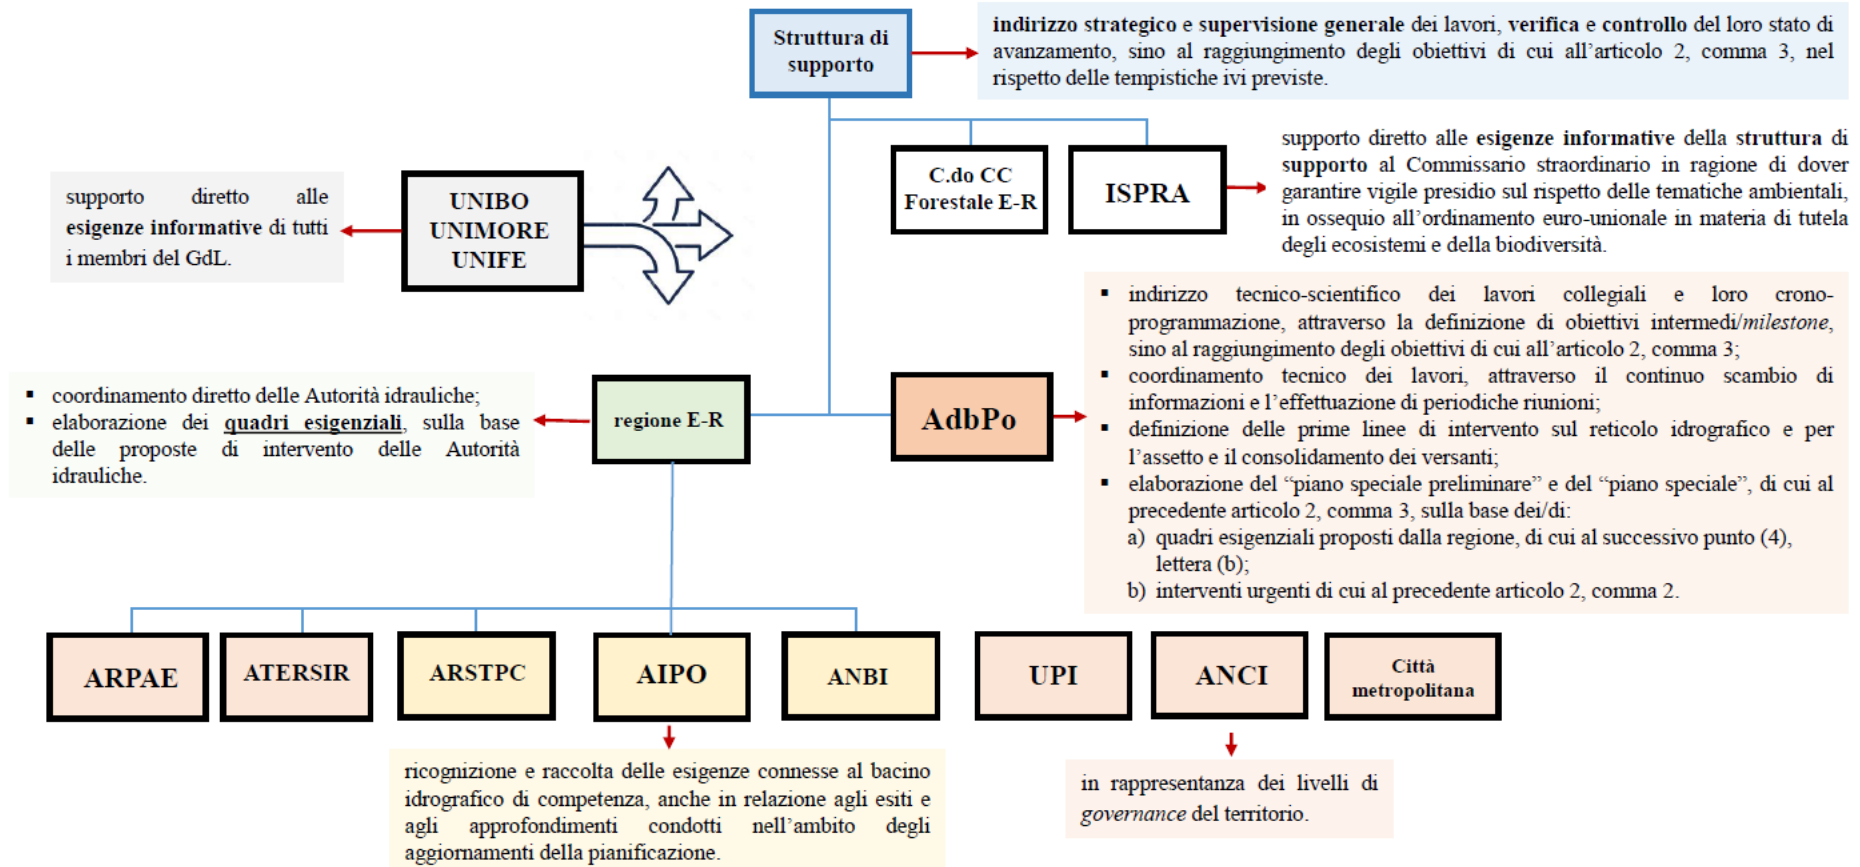 Struttura di
supporto
indirizzo strategico e supervisione generale dei lavori, verifica e controllo del loro stato di
avanzamento, sino al raggiungimento degli obiettivi di cui all’articolo 2, comma 3, nel
rispetto delle tempistiche ivi previste.
C.do CC
Forestale E-R
ISPRA
supporto diretto alle esigenze informative della struttura di
supporto al Commissario straordinario in ragione di dover
garantire vigile presidio sul rispetto delle tematiche ambientali,
in ossequio all’ordinamento euro-unionale in materia di tutela
degli ecosistemi e della biodiversità.
supporto diretto alle
esigenze informative di tutti
i membri del GdL.
UNIBO
UNIMORE
UNIFE
▪ coordinamento diretto delle Autorità idrauliche;
▪ elaborazione dei quadri esigenziali, sulla base
delle proposte di intervento delle Autorità
idrauliche.
regione E-R
AdbPo
▪ indirizzo tecnico-scientifico dei lavori collegiali e loro crono-
programmazione, attraverso la definizione di obiettivi intermedi/milestone,
sino al raggiungimento degli obiettivi di cui all’articolo 2, comma 3;
▪ coordinamento tecnico dei lavori, attraverso il continuo scambio di
informazioni e l’effettuazione di periodiche riunioni;
▪ definizione delle prime linee di intervento sul reticolo idrografico e per
l’assetto e il consolidamento dei versanti;
▪ elaborazione del “piano speciale preliminare” e del “piano speciale”, di cui al
precedente articolo 2, comma 3, sulla base dei/di:
a) quadri esigenziali proposti dalla regione, di cui al successivo punto (4),
lettera (b);
b) interventi urgenti di cui al precedente articolo 2, comma 2.
ARPAE
ATERSIR
ARSTPC
AIPO
ANBI
UPI
ANCI
Città
metropolitana
ricognizione e raccolta delle esigenze connesse al bacino
idrografico di competenza, anche in relazione agli esiti e
agli approfondimenti condotti nell’ambito degli
aggiornamenti della pianificazione.
in rappresentanza dei livelli di
governance del territorio.